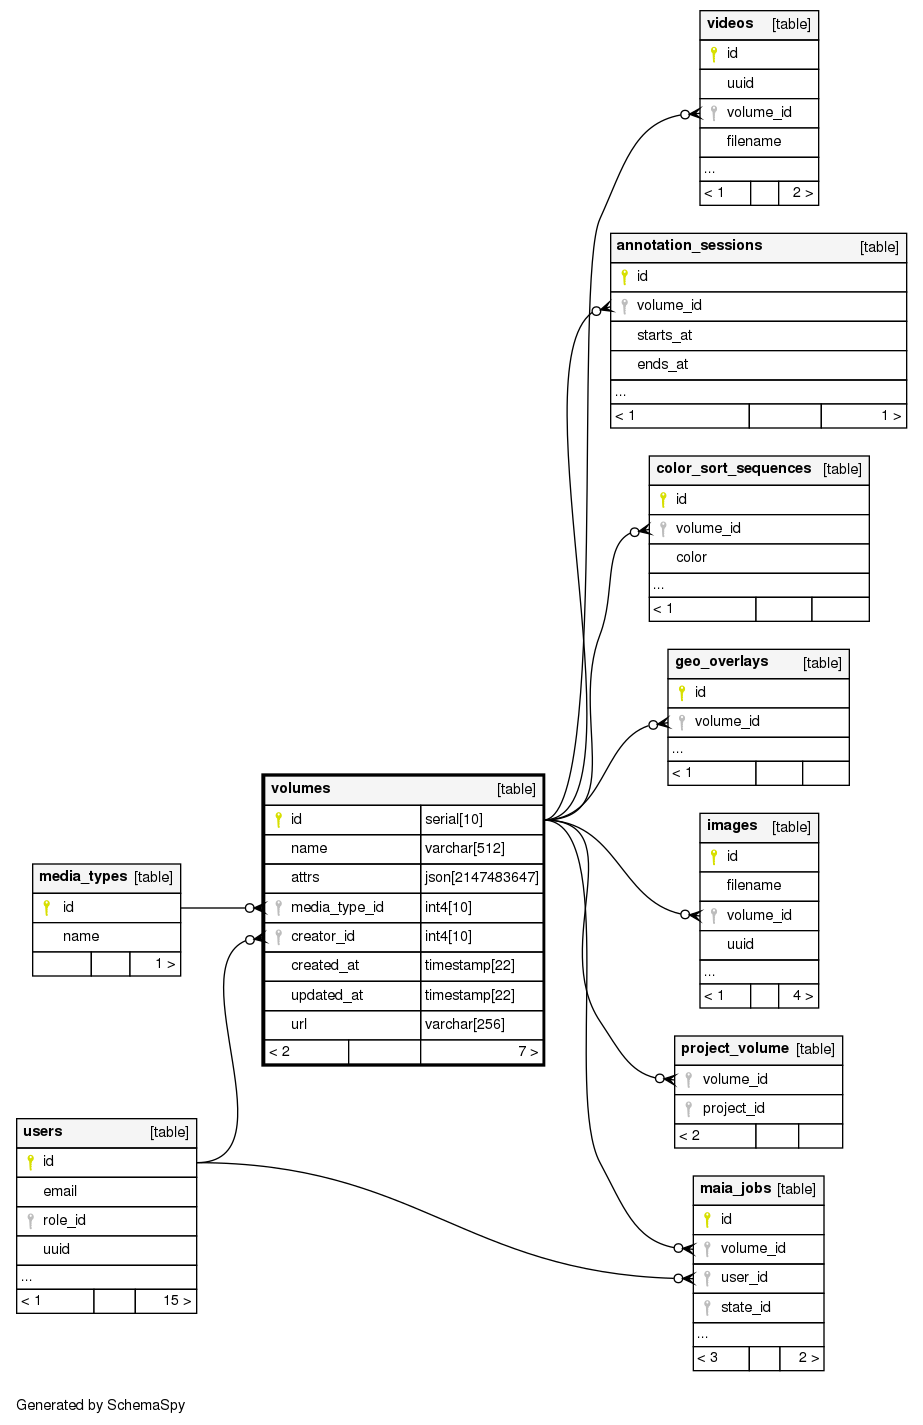 videos [table]
id
uuid
volume_id
filename
...
< 1 2 >
annotation_sessions [table]
id
volume_id
starts_at
ends_at
...
< 1 1 >
color_sort_sequences [table]
id
volume_id
color
...
< 1
geo_overlays [table]
id
volume_id
...
< 1
volumes [table]
id serial[10]
name varchar[512]
attrs json[2147483647]
media_type_id int4[10]
creator_id int4[10]
created_at timestamp[22]
updated_at timestamp[22]
url varchar[256]
< 2 7 >
images [table]
id
filename
volume_id
uuid
...
< 1 4 >
media_types [table]
id
name
1 >
project_volume [table]
volume_id
project_id
< 2
users [table]
id
email
role_id
uuid
...
< 1 15 >
maia_jobs [table]
id
volume_id
user_id
state_id
...
< 3 2 >
Generated by SchemaSpy